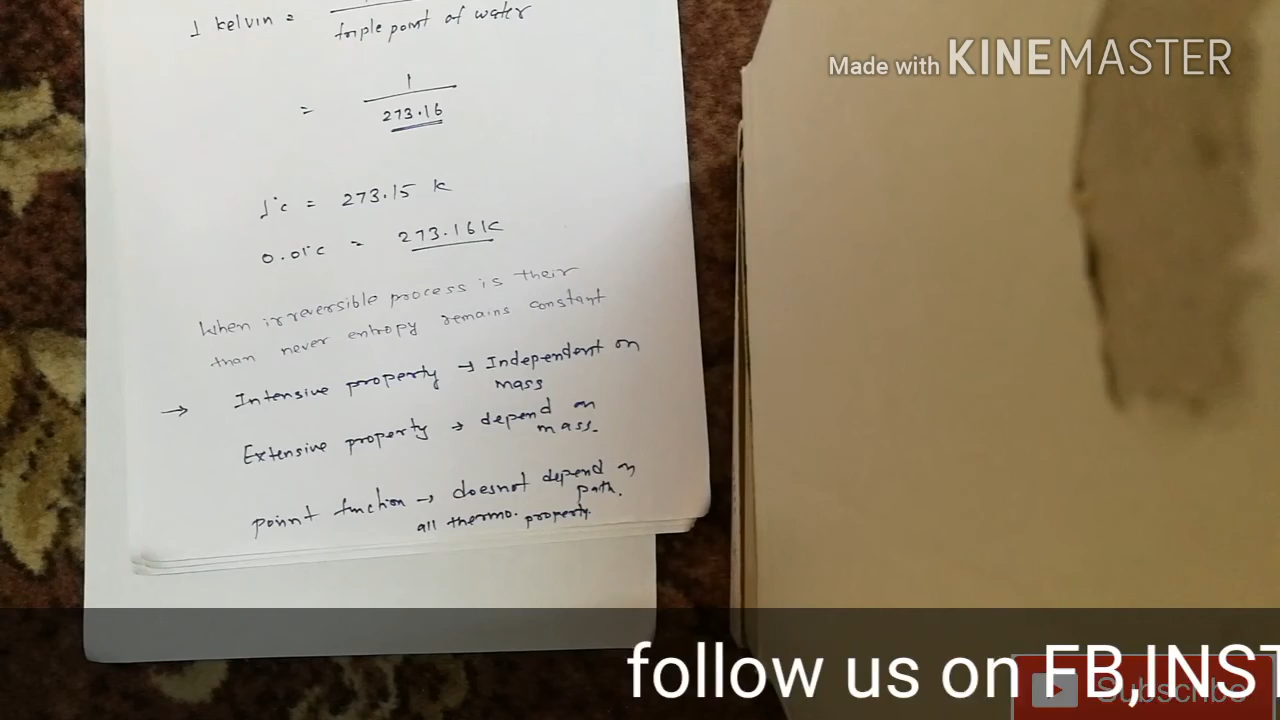 Made with KINEMASTER
1 kelvin =
triple point of water
= 1
273.16
1°c = 273.15 k
0.01°c = 273.16 K
When irreversible process is their
than never entropy remains constant
→ Intensive property → Independent on
mass
Extensive property → depend on
mass.
point function → doesnot depend on
path.
all thermo. property.
follow us on FB,INST
Subscribe